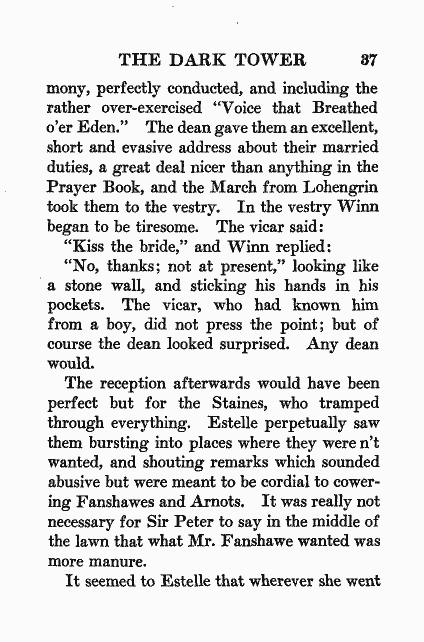 THE DARK TOWER 37
mony, perfectly conducted, and including the
rather over-exercised “Voice that Breathed
o’er Eden.” The dean gave them an excellent,
short and evasive address about their married
duties, a great deal nicer than anything in the
Prayer Book, and the March from Lohengrin
took them to the vestry. In the vestry Winn
began to be tiresome. The vicar said:
“Kiss the bride,” and Winn replied:
“No, thanks; not at present,” looking like
a stone wall, and sticking his hands in his
pockets. The vicar, who had known him
from a boy, did not press the point; but of
course the dean looked surprised. Any dean
would.
The reception afterwards would have been
perfect but for the Staines, who tramped
through everything. Estelle perpetually saw
them bursting into places where they were n’t
wanted, and shouting remarks which sounded
abusive but were meant to be cordial to cower-
ing Fanshawes and Arnots. It was really not
necessary for Sir Peter to say in the middle of
the lawn that what Mr. Fanshawe wanted was
more manure.
It seemed to Estelle that wherever she went